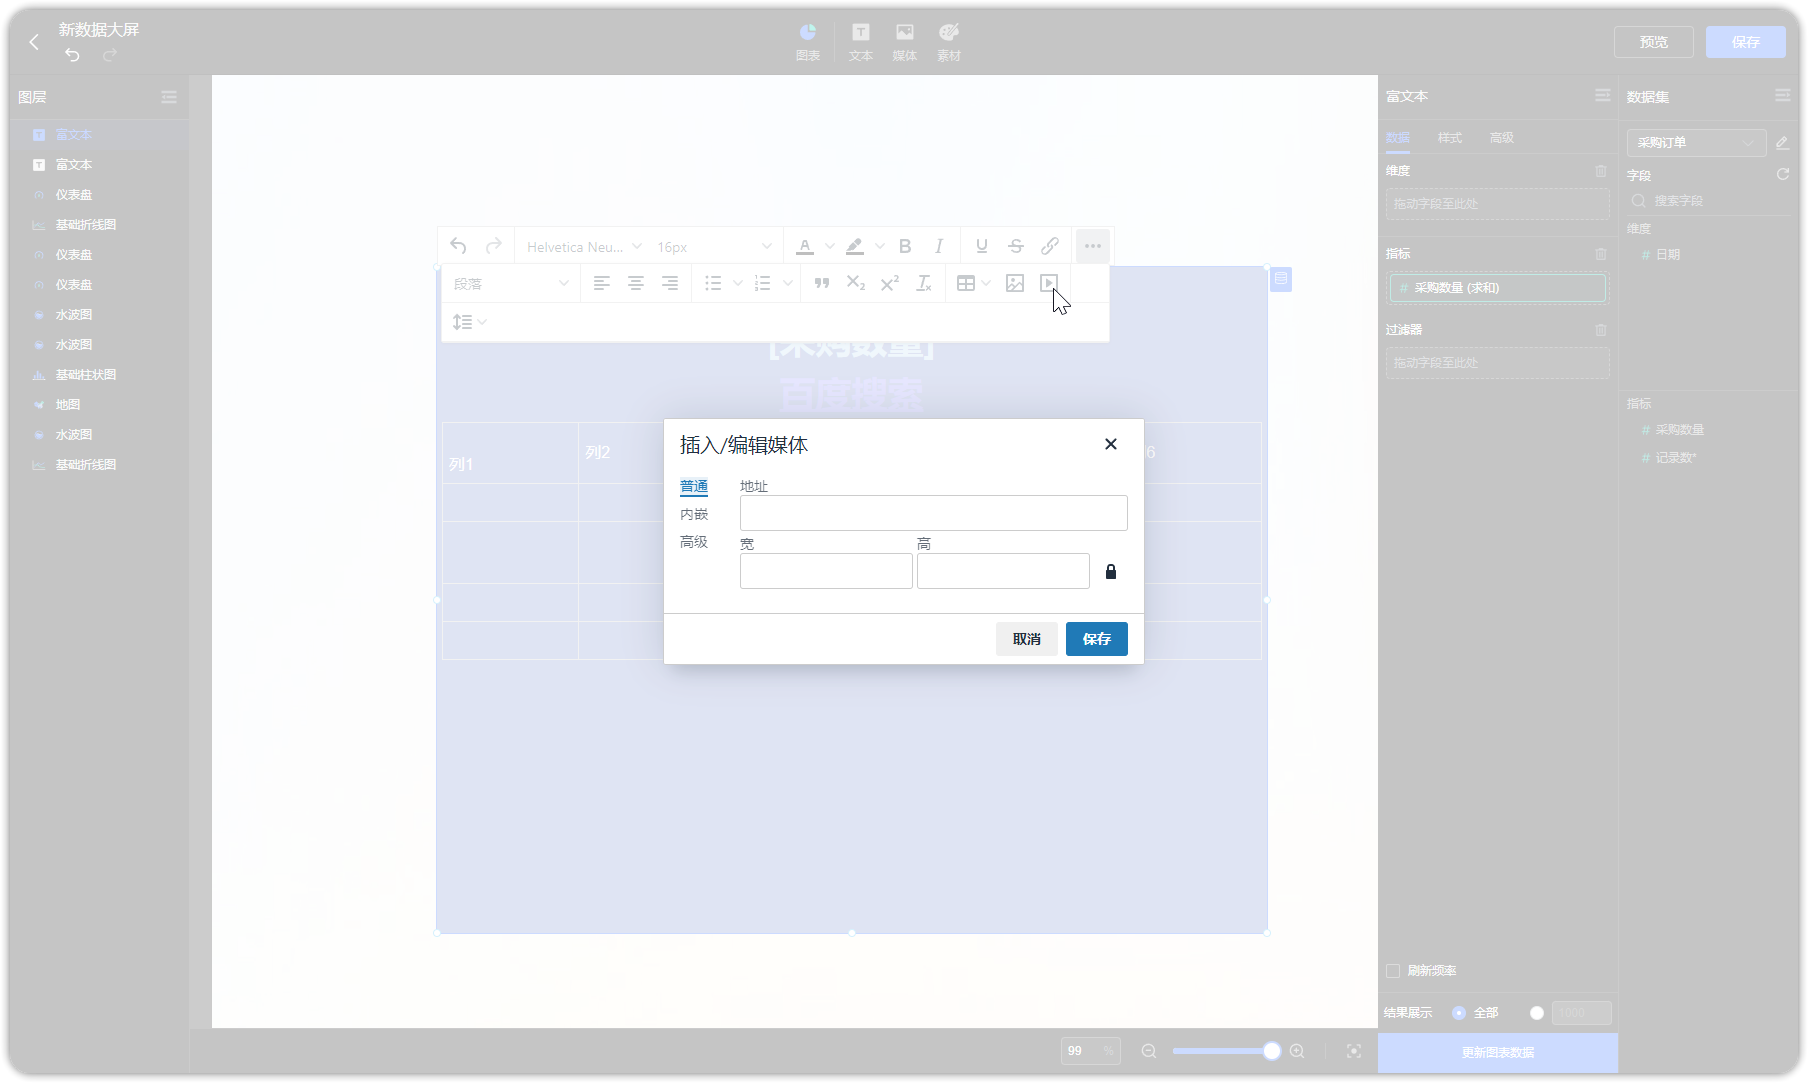 新数据大屏
图表
文本
媒体
素材
预览
保存
图层
富文本
富文本
仪表盘
基础折线图
仪表盘
仪表盘
水波图
水波图
基础柱状图
地图
水波图
基础折线图
Helvetica Neu...
16px
段落
[采购数量]
百度搜索
列1
列2
6
插入/编辑媒体
普通
内嵌
高级
地址
宽
高
取消
保存
富文本
数据
样式
高级
维度
拖动字段至此处
指标
# 采购数量 (求和)
过滤器
拖动字段至此处
刷新频率
结果展示
全部
1000
更新图表数据
数据集
采购订单
字段
搜索字段
维度
# 日期
指标
# 采购数量
# 记录数*
99 %